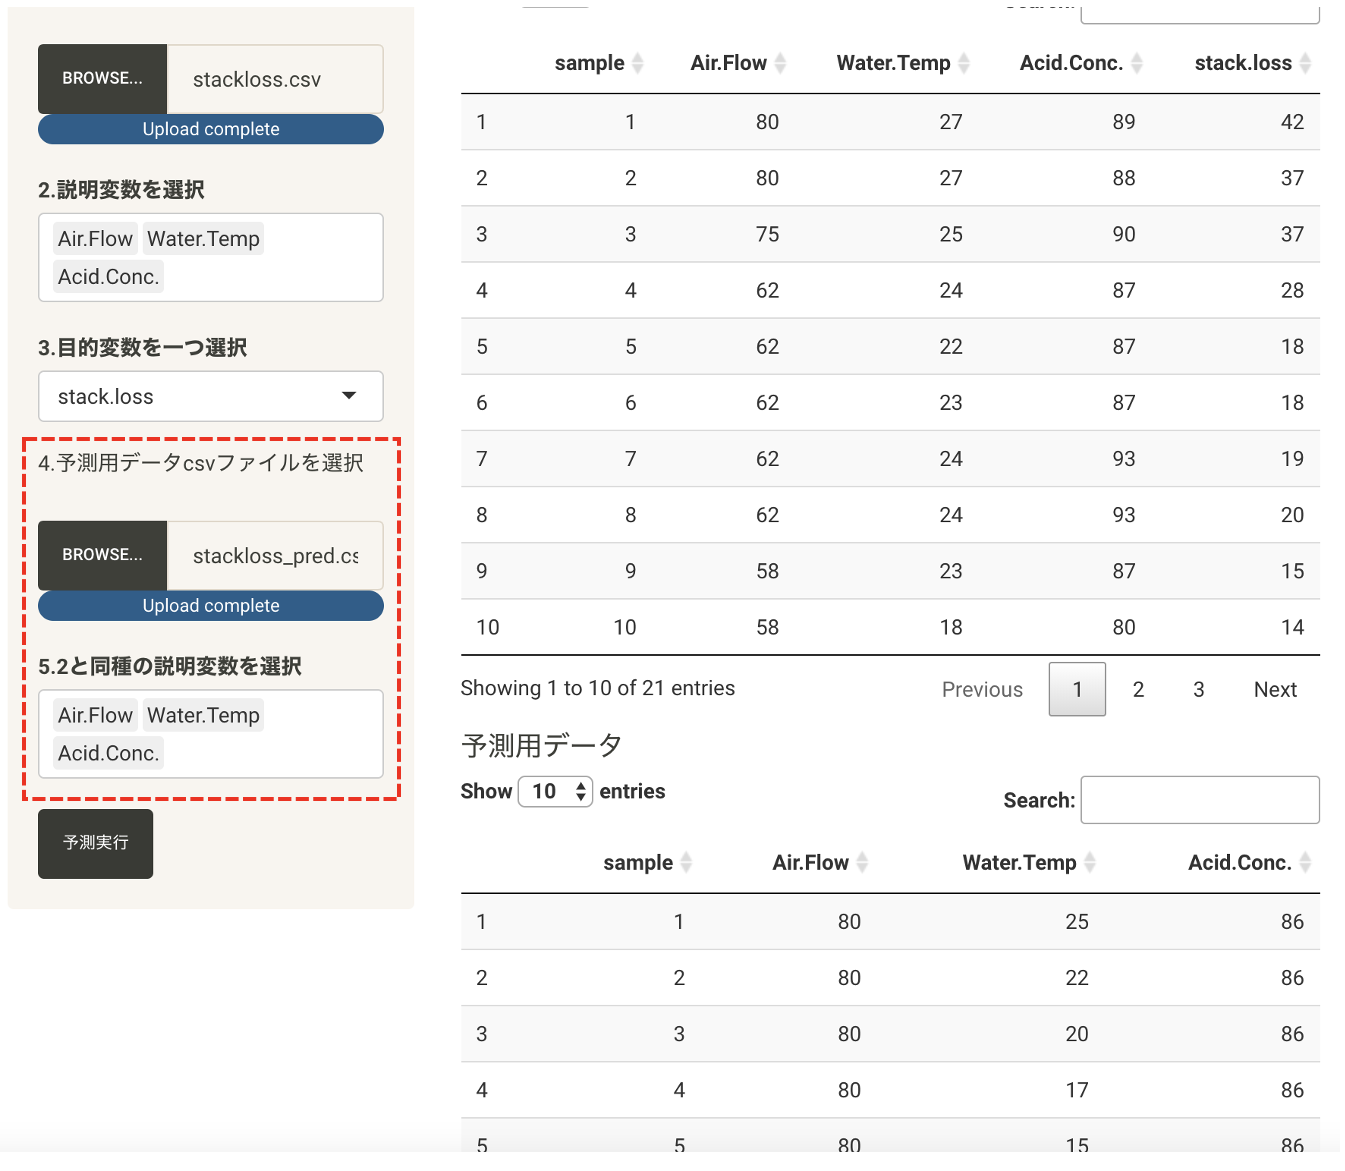 BROWSE... stackloss.csv
Upload complete
2.説明変数を選択
Air.Flow Water.Temp
Acid.Conc.
3.目的変数を一つ選択
stack.loss
4.予測用データcsvファイルを選択
BROWSE... stackloss_pred.cs
Upload complete
5.2と同種の説明変数を選択
Air.Flow Water.Temp
Acid.Conc.
予測実行
sample Air.Flow Water.Temp Acid.Conc. stack.loss
1 1 80 27 89 42
2 2 80 27 88 37
3 3 75 25 90 37
4 4 62 24 87 28
5 5 62 22 87 18
6 6 62 23 87 18
7 7 62 24 93 19
8 8 62 24 93 20
9 9 58 23 87 15
10 10 58 18 80 14
Showing 1 to 10 of 21 entries Previous 1 2 3 Next
予測用データ
Show 10 entries Search:
sample Air.Flow Water.Temp Acid.Conc.
1 1 80 25 86
2 2 80 22 86
3 3 80 20 86
4 4 80 17 86
5 5 80 15 86